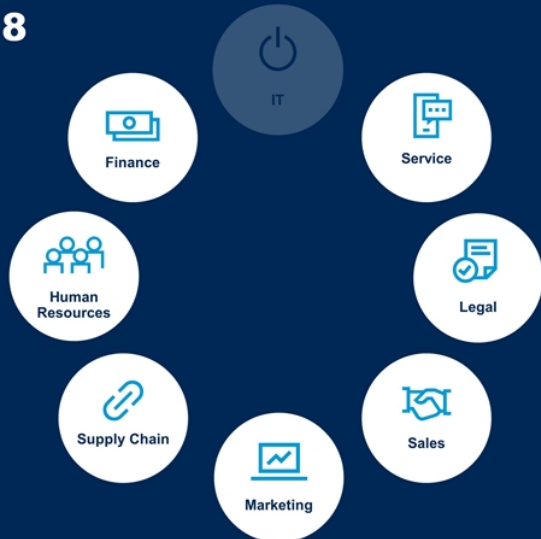 8
IT
Finance
Service
Human
Resources
Legal
Supply Chain
Sales
Marketing